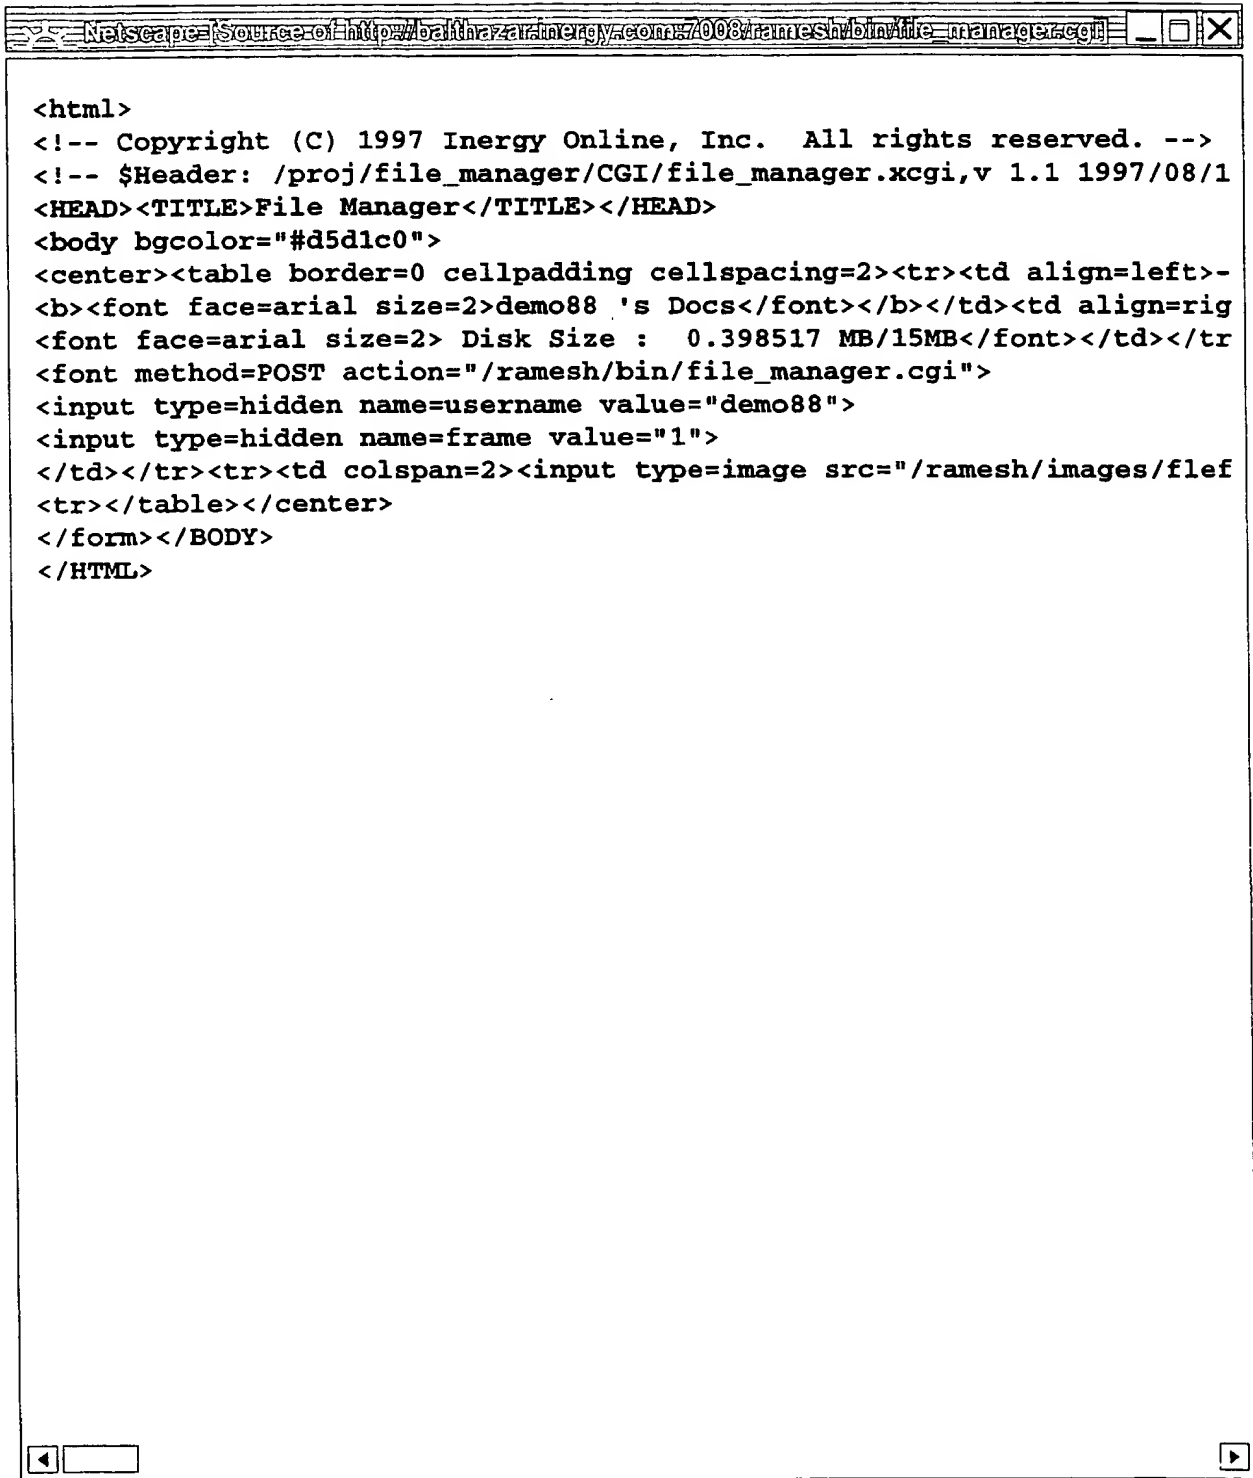 Netscape-[Source of http://balthazar.inergy.com:7008/ramesh/bin/file_manager.cgi]
<html>
<!-- Copyright (C) 1997 Inergy Online, Inc.  All rights reserved. -->
<!-- $Header: /proj/file_manager/CGI/file_manager.xcgi,v 1.1 1997/08/1
<HEAD><TITLE>File Manager</TITLE></HEAD>
<body bgcolor="#d5d1c0">
<center><table border=0 cellpadding cellspacing=2><tr><td align=left>-
<b><font face=arial size=2>demo88 's Docs</font></b></td><td align=rig
<font face=arial size=2> Disk Size :  0.398517 MB/15MB</font></td></tr
<font method=POST action="/ramesh/bin/file_manager.cgi">
<input type=hidden name=username value="demo88">
<input type=hidden name=frame value="1">
</td></tr><tr><td colspan=2><input type=image src="/ramesh/images/flef
<tr></table></center>
</form></BODY>
</HTML>